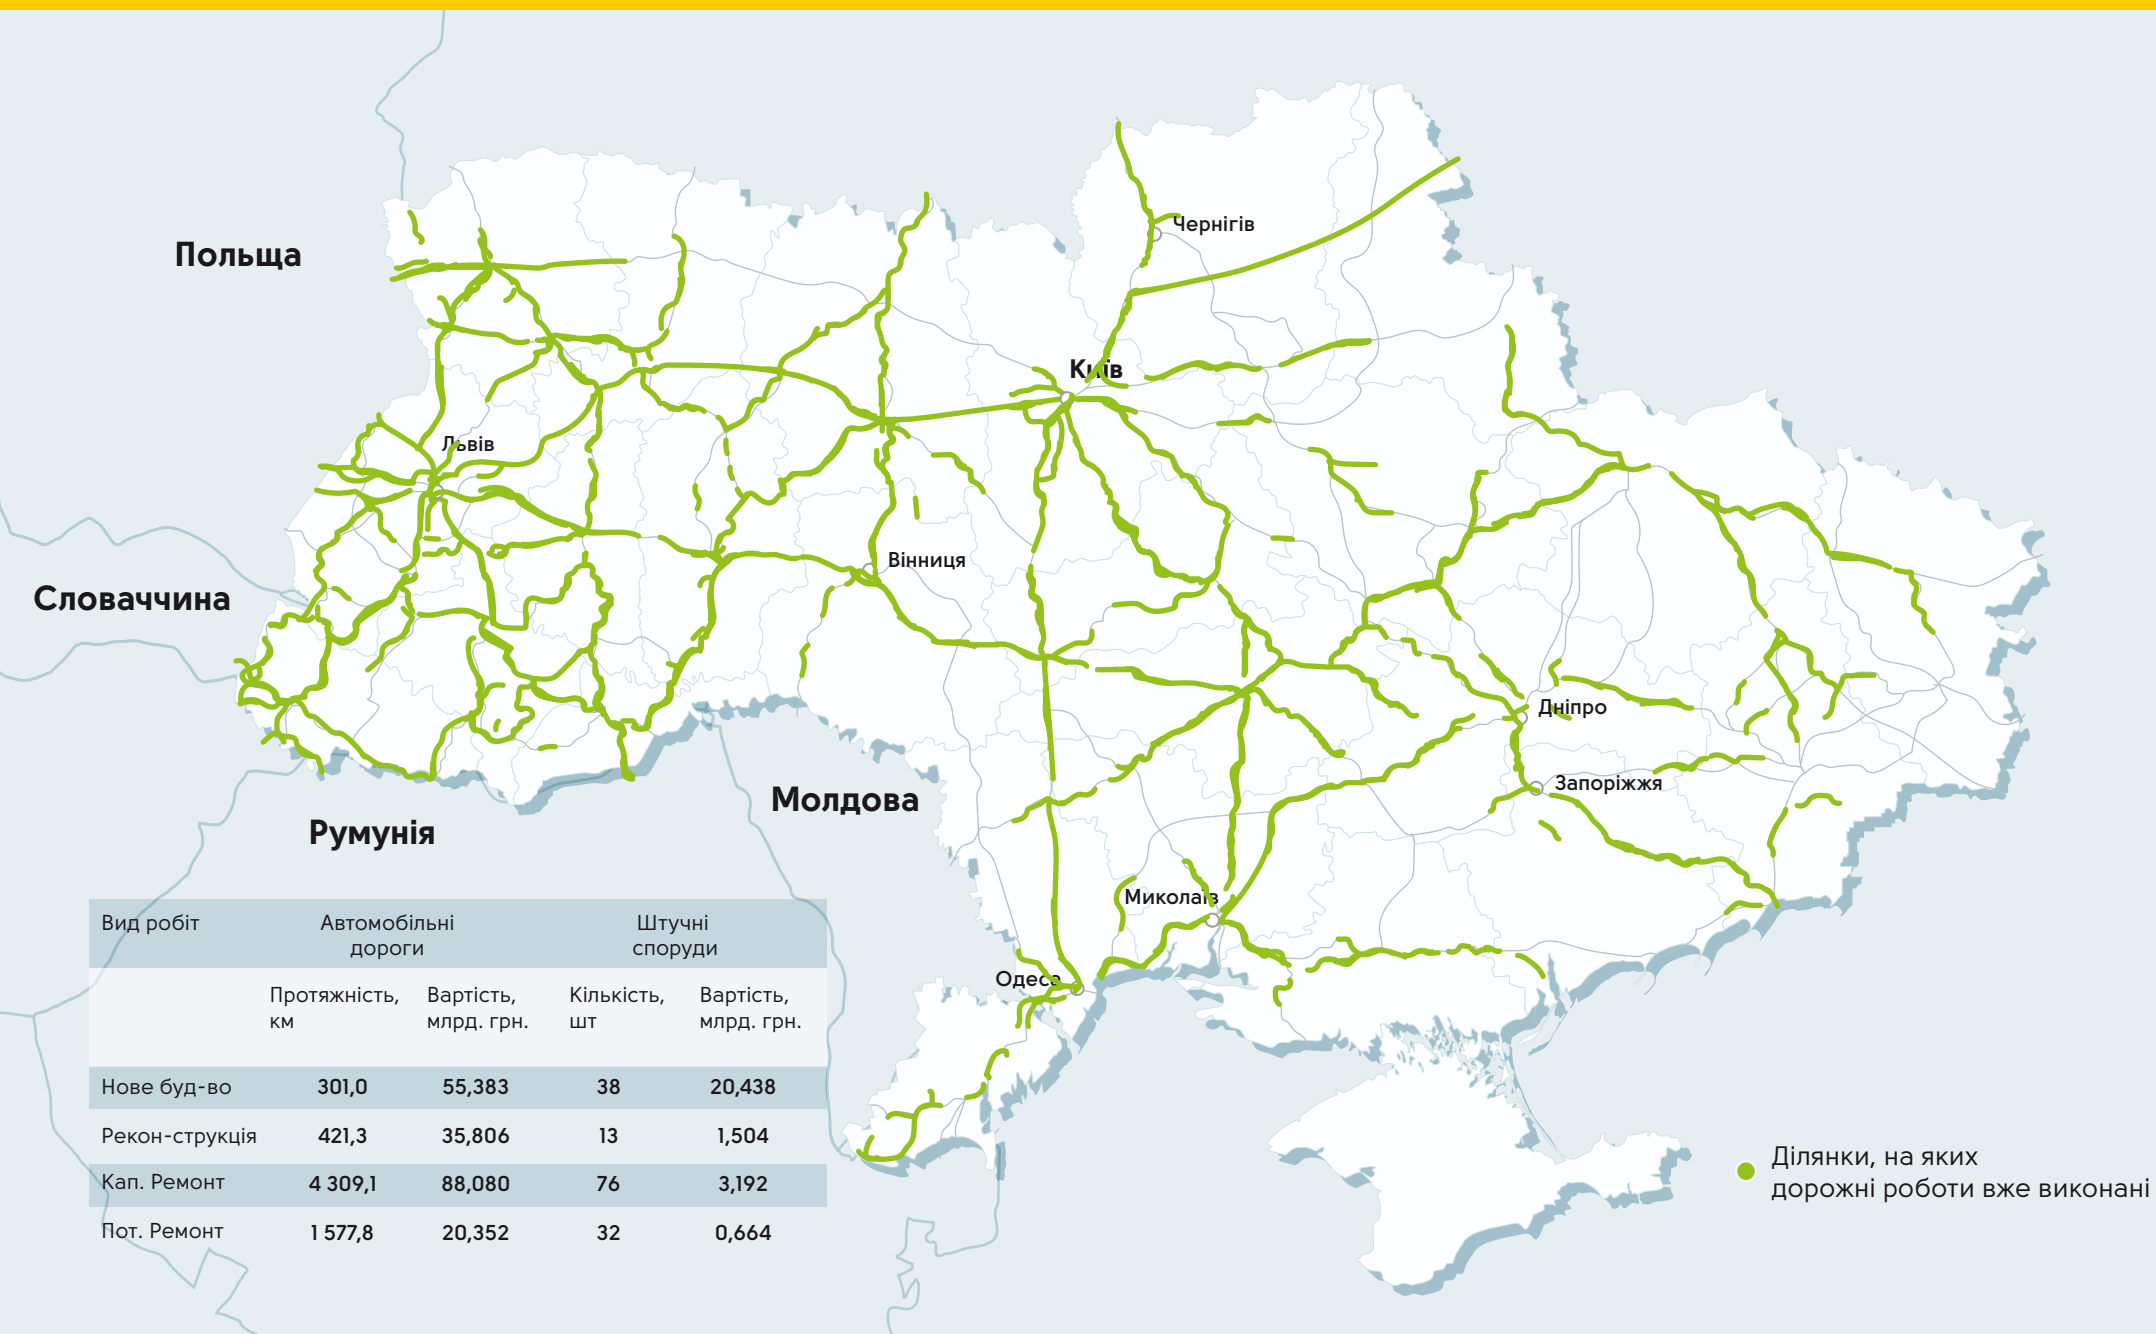 Чернігів
Польща
Київ
Львів
Вінниця
Словаччина
Дніпро
Запоріжжя
Молдова
Румунія
Миколаїв
Одеса
Вид робіт Автомобільні дороги Штучні споруди
Протяжність, км Вартість, млрд. грн. Кількість, шт Вартість, млрд. грн.
Нове буд-во 301,0 55,383 38 20,438
Рекон-струкція 421,3 35,806 13 1,504
Кап. Ремонт 4 309,1 88,080 76 3,192
Пот. Ремонт 1 577,8 20,352 32 0,664
Ділянки, на яких
дорожні роботи вже виконані